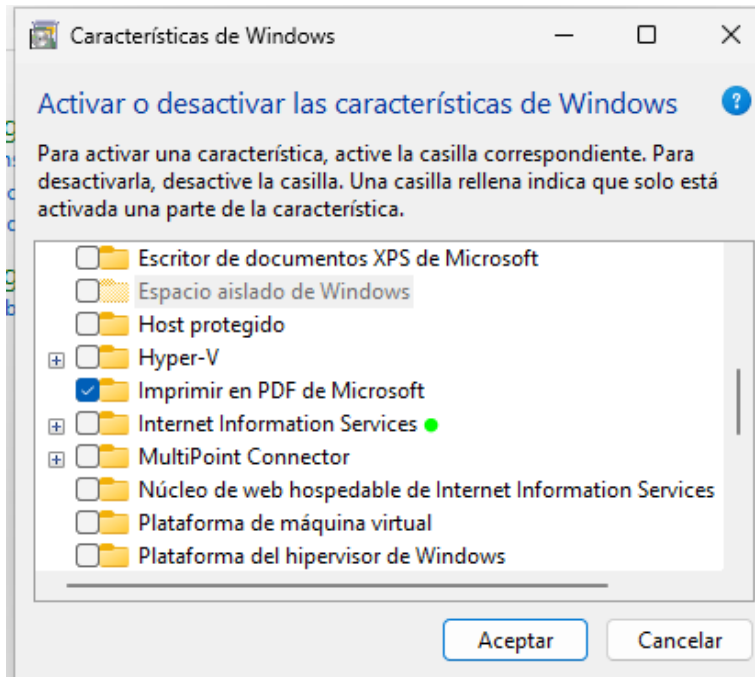 Características de Windows
Activar o desactivar las características de Windows
Para activar una característica, active la casilla correspondiente. Para
desactivarla, desactive la casilla. Una casilla rellena indica que solo está
activada una parte de la característica.
Escritor de documentos XPS de Microsoft
Espacio aislado de Windows
Host protegido
Hyper-V
Imprimir en PDF de Microsoft
Internet Information Services
MultiPoint Connector
Núcleo de web hospedable de Internet Information Services
Plataforma de máquina virtual
Plataforma del hipervisor de Windows
Aceptar
Cancelar